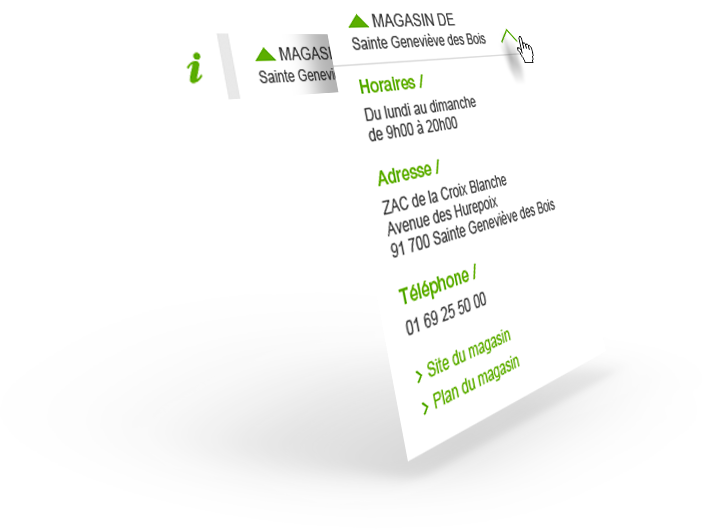 i
MAGASI
Sainte Genevi
MAGASIN DE
Sainte Geneviève des Bois
Horaires /
Du lundi au dimanche
de 9h00 à 20h00
Adresse /
ZAC de la Croix Blanche
Avenue des Hurepoix
91 700 Sainte Geneviève des Bois
Téléphone /
01 69 25 50 00
> Site du magasin
> Plan du magasin